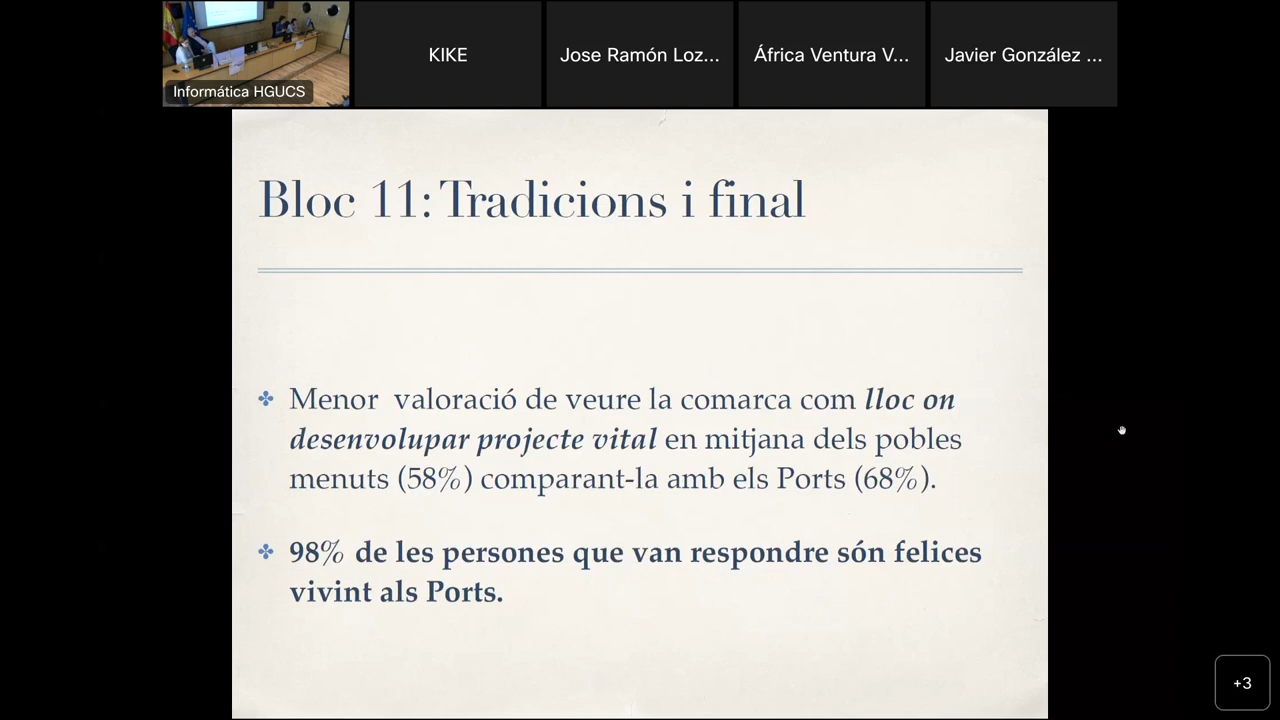 Informática HGUCS
KIKE
Jose Ramón Loz...
África Ventura V...
Javier González ...
Bloc 11: Tradicions i final
Menor valoració de veure la comarca com lloc on
desenvolupar projecte vital en mitjana dels pobles
menuts (58%) comparant-la amb els Ports (68%).
98% de les persones que van respondre són felices
vivint als Ports.
+3